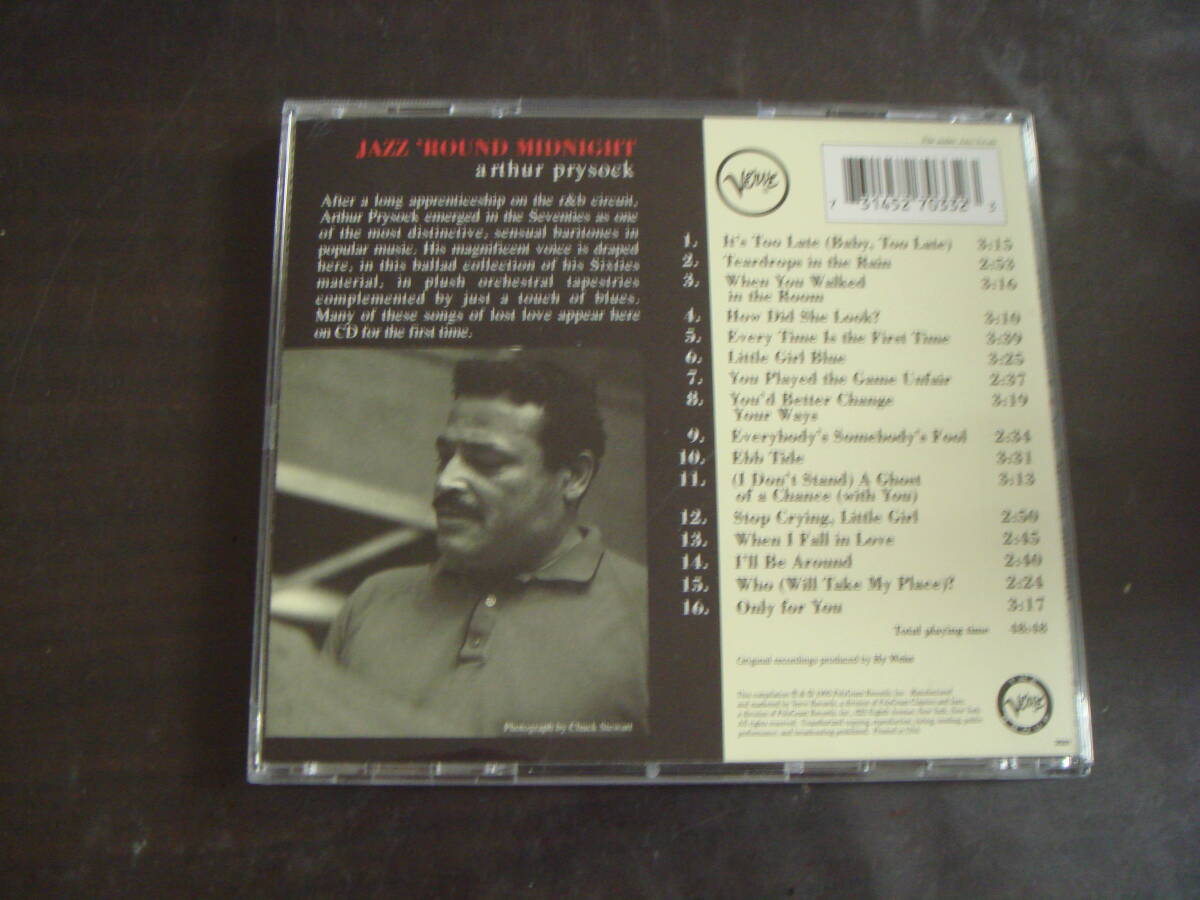 JAZZ 'ROUND MIDNIGHT
arthur prysock
After a long apprenticeship on the r&b circuit,
Arthur Prysock emerged in the Seventies as one
of the most distinctive, sensual baritones in
popular music. His magnificent voice is draped
here, in this ballad collection of his Sixties
material, in plush orchestral tapestries
complemented by just a touch of blues.
Many of these songs of lost love appear here
on CD for the first time.
Photograph by Chuck Stewart
VERVE
7 31452 70332 3
1. It's Too Late (Baby, Too Late) 3:15
2. Teardrops in the Rain 2:53
3. When You Walked 3:16
in the Room
4. How Did She Look? 3:10
5. Every Time Is the First Time 3:39
6. Little Girl Blue 3:25
7. You Played the Game Unfair 2:37
8. You'd Better Change 3:19
Your Ways
9. Everybody's Somebody's Fool 2:34
10. Ebb Tide 3:31
11. (I Don't Stand) A Ghost 3:13
of a Chance (with You)
12. Stop Crying, Little Girl 2:50
13. When I Fall in Love 2:45
14. I'll Be Around 2:40
15. Who (Will Take My Place)? 2:24
16. Only for You 3:17
Total playing time 48:48
Original recordings produced by Hy Weiss
VERVE